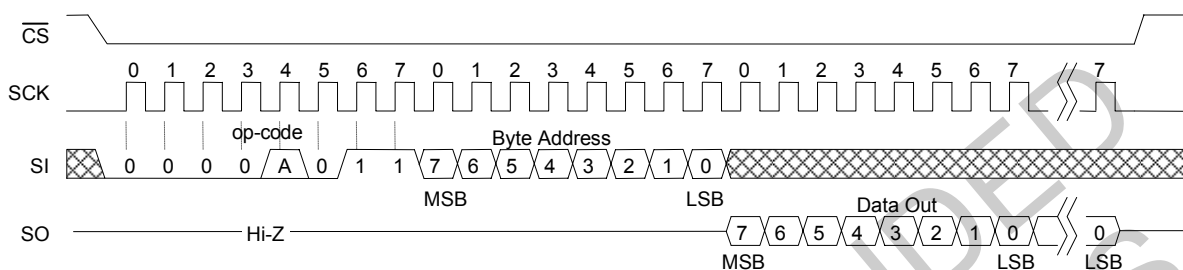 CS
0 1 2 3 4 5 6 7 0 1 2 3 4 5 6 7 0 1 2 3 4 5 6 7 7
SCK
op-code Byte Address
SI 0 0 0 0 A 0 1 1 7 6 5 4 3 2 1 0
MSB LSB
Data Out
SO Hi-Z 7 6 5 4 3 2 1 0 0
MSB LSB LSB